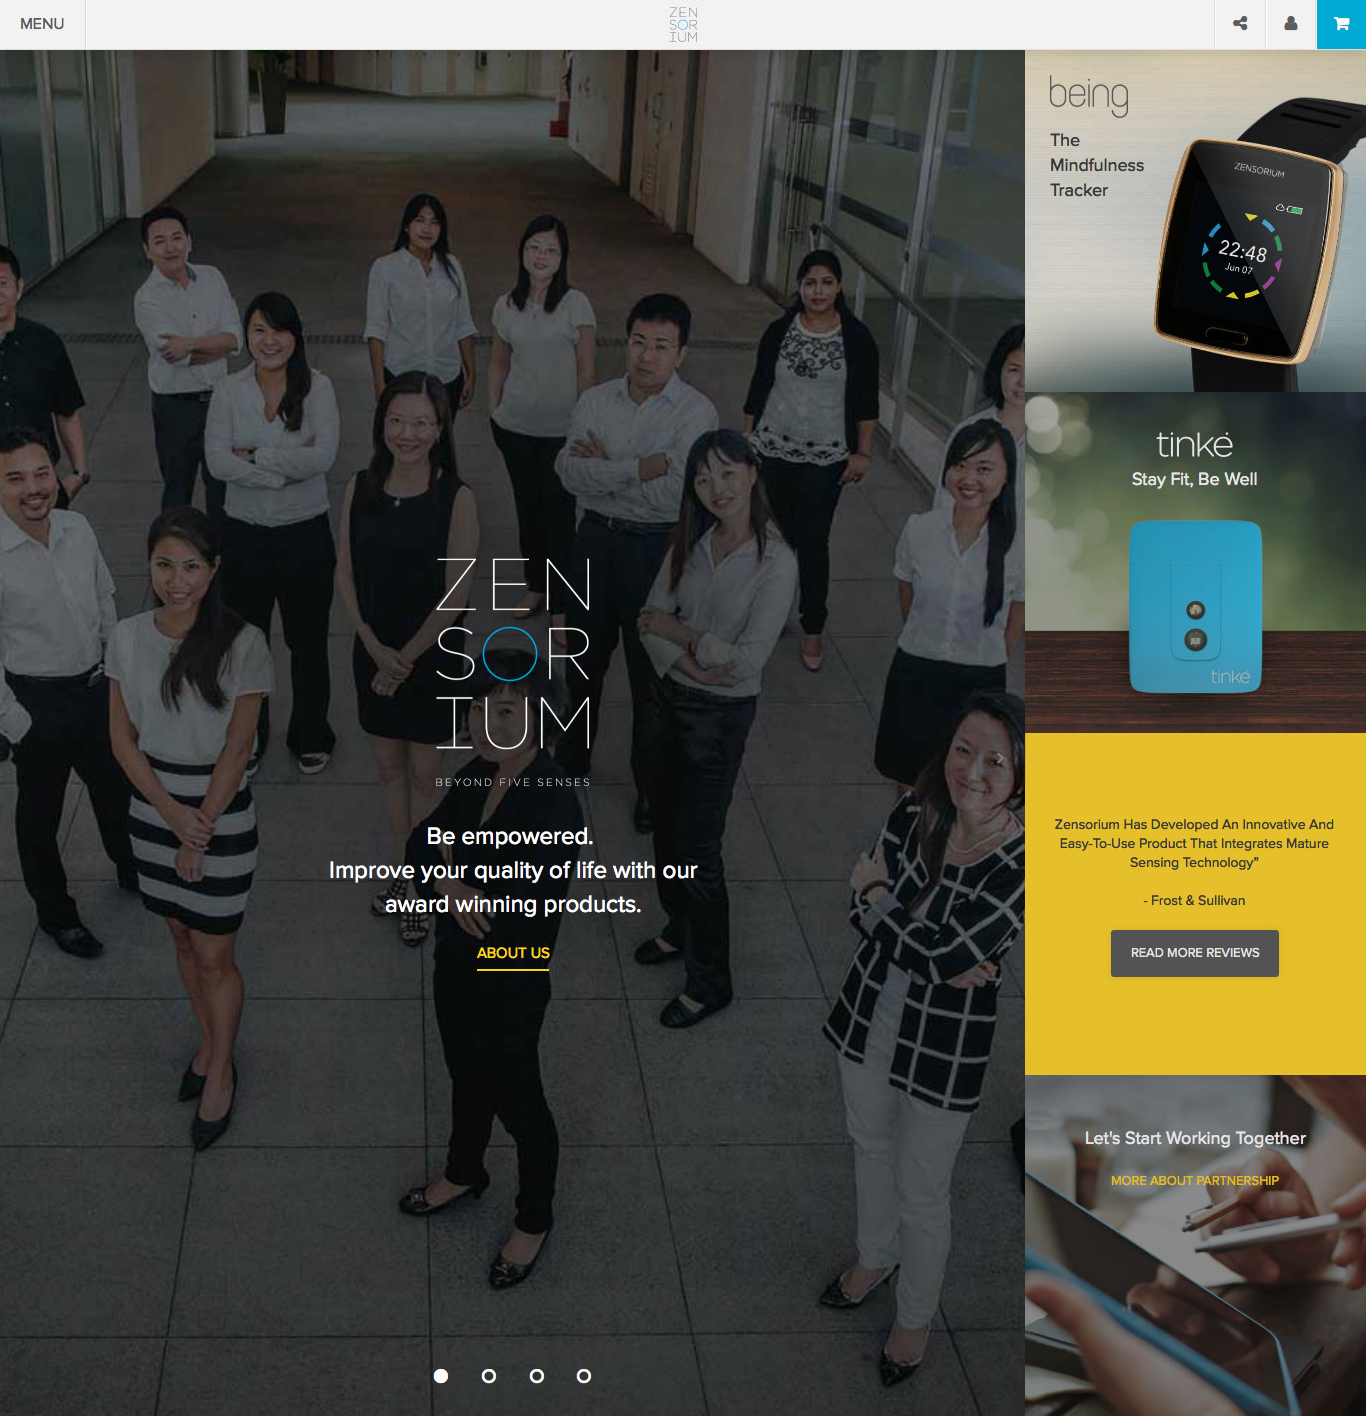 MENU
ZEN
SOR
IUM
ZEN
SOR
IUM
BEYOND FIVE SENSES
Be empowered.
Improve your quality of life with our
award winning products.
ABOUT US
being
The
Mindfulness
Tracker
ZENSORIUM
22:48
Jun 07
tinkė
Stay Fit, Be Well
tinkė
Zensorium Has Developed An Innovative And
Easy-To-Use Product That Integrates Mature
Sensing Technology”
- Frost & Sullivan
READ MORE REVIEWS
Let's Start Working Together
MORE ABOUT PARTNERSHIP